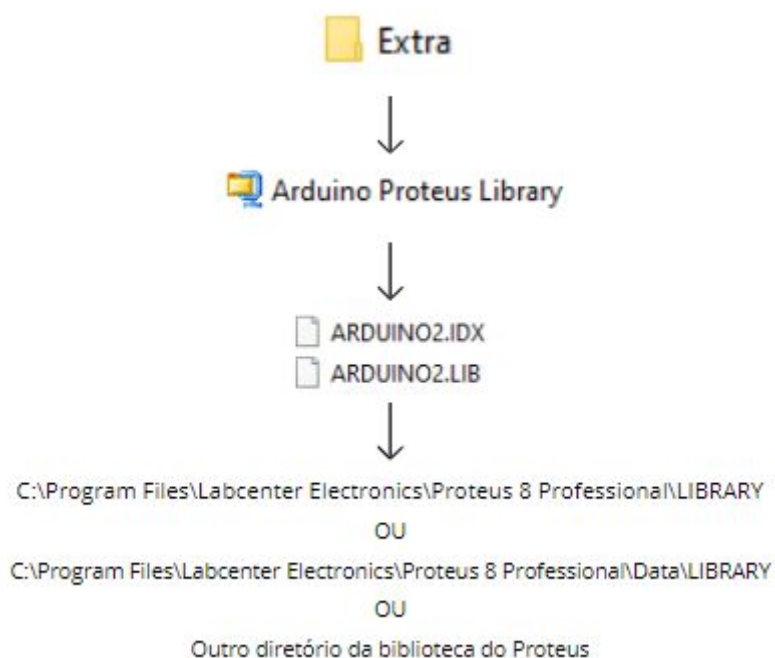 Extra
Arduino Proteus Library
ARDUINO2.IDX
ARDUINO2.LIB
C:\Program Files\Labcenter Electronics\Proteus 8 Professional\LIBRARY
OU
C:\Program Files\Labcenter Electronics\Proteus 8 Professional\Data\LIBRARY
OU
Outro diretório da biblioteca do Proteus